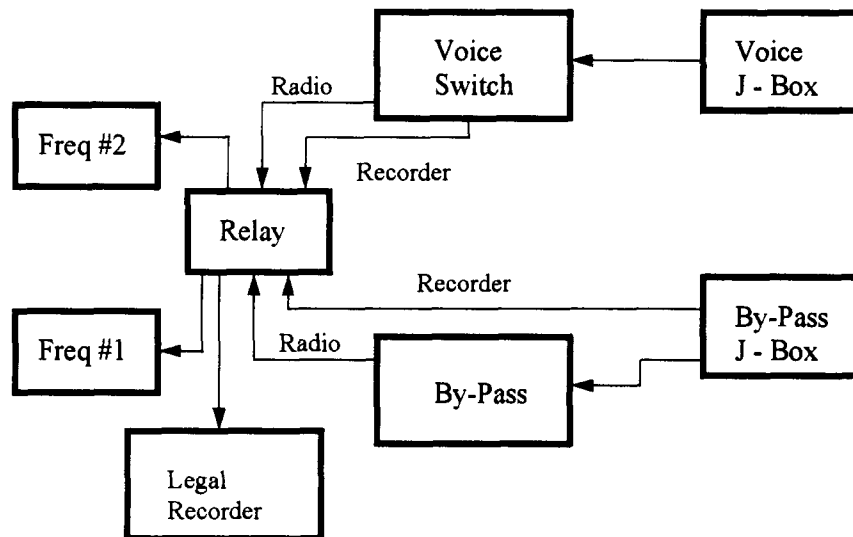 Voice
Switch
Voice
J - Box
Radio
Freq #2
Recorder
Relay
Recorder
By-Pass
J - Box
Freq #1
Radio
By-Pass
Legal
Recorder